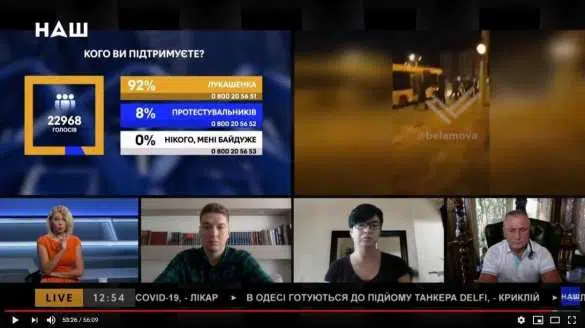 НАШ
КОГО ВИ ПІДТРИМУЄТЕ?
22968
ГОЛОСІВ
92%
ЛУКАШЕНКА
0 800 20 56 51
8%
ПРОТЕСТУВАЛЬНИКІВ
0 800 20 56 52
0%
НІКОГО, МЕНІ БАЙДУЖЕ
0 800 20 56 53
@belamova
LIVE 12:54 COVID-19, - ЛІКАР ▸ В ОДЕСІ ГОТУЮТЬСЯ ДО ПІДЙОМУ ТАНКЕРА DELFI, - КРИКЛІЙ ▸
НАШ
53:26 / 56:09